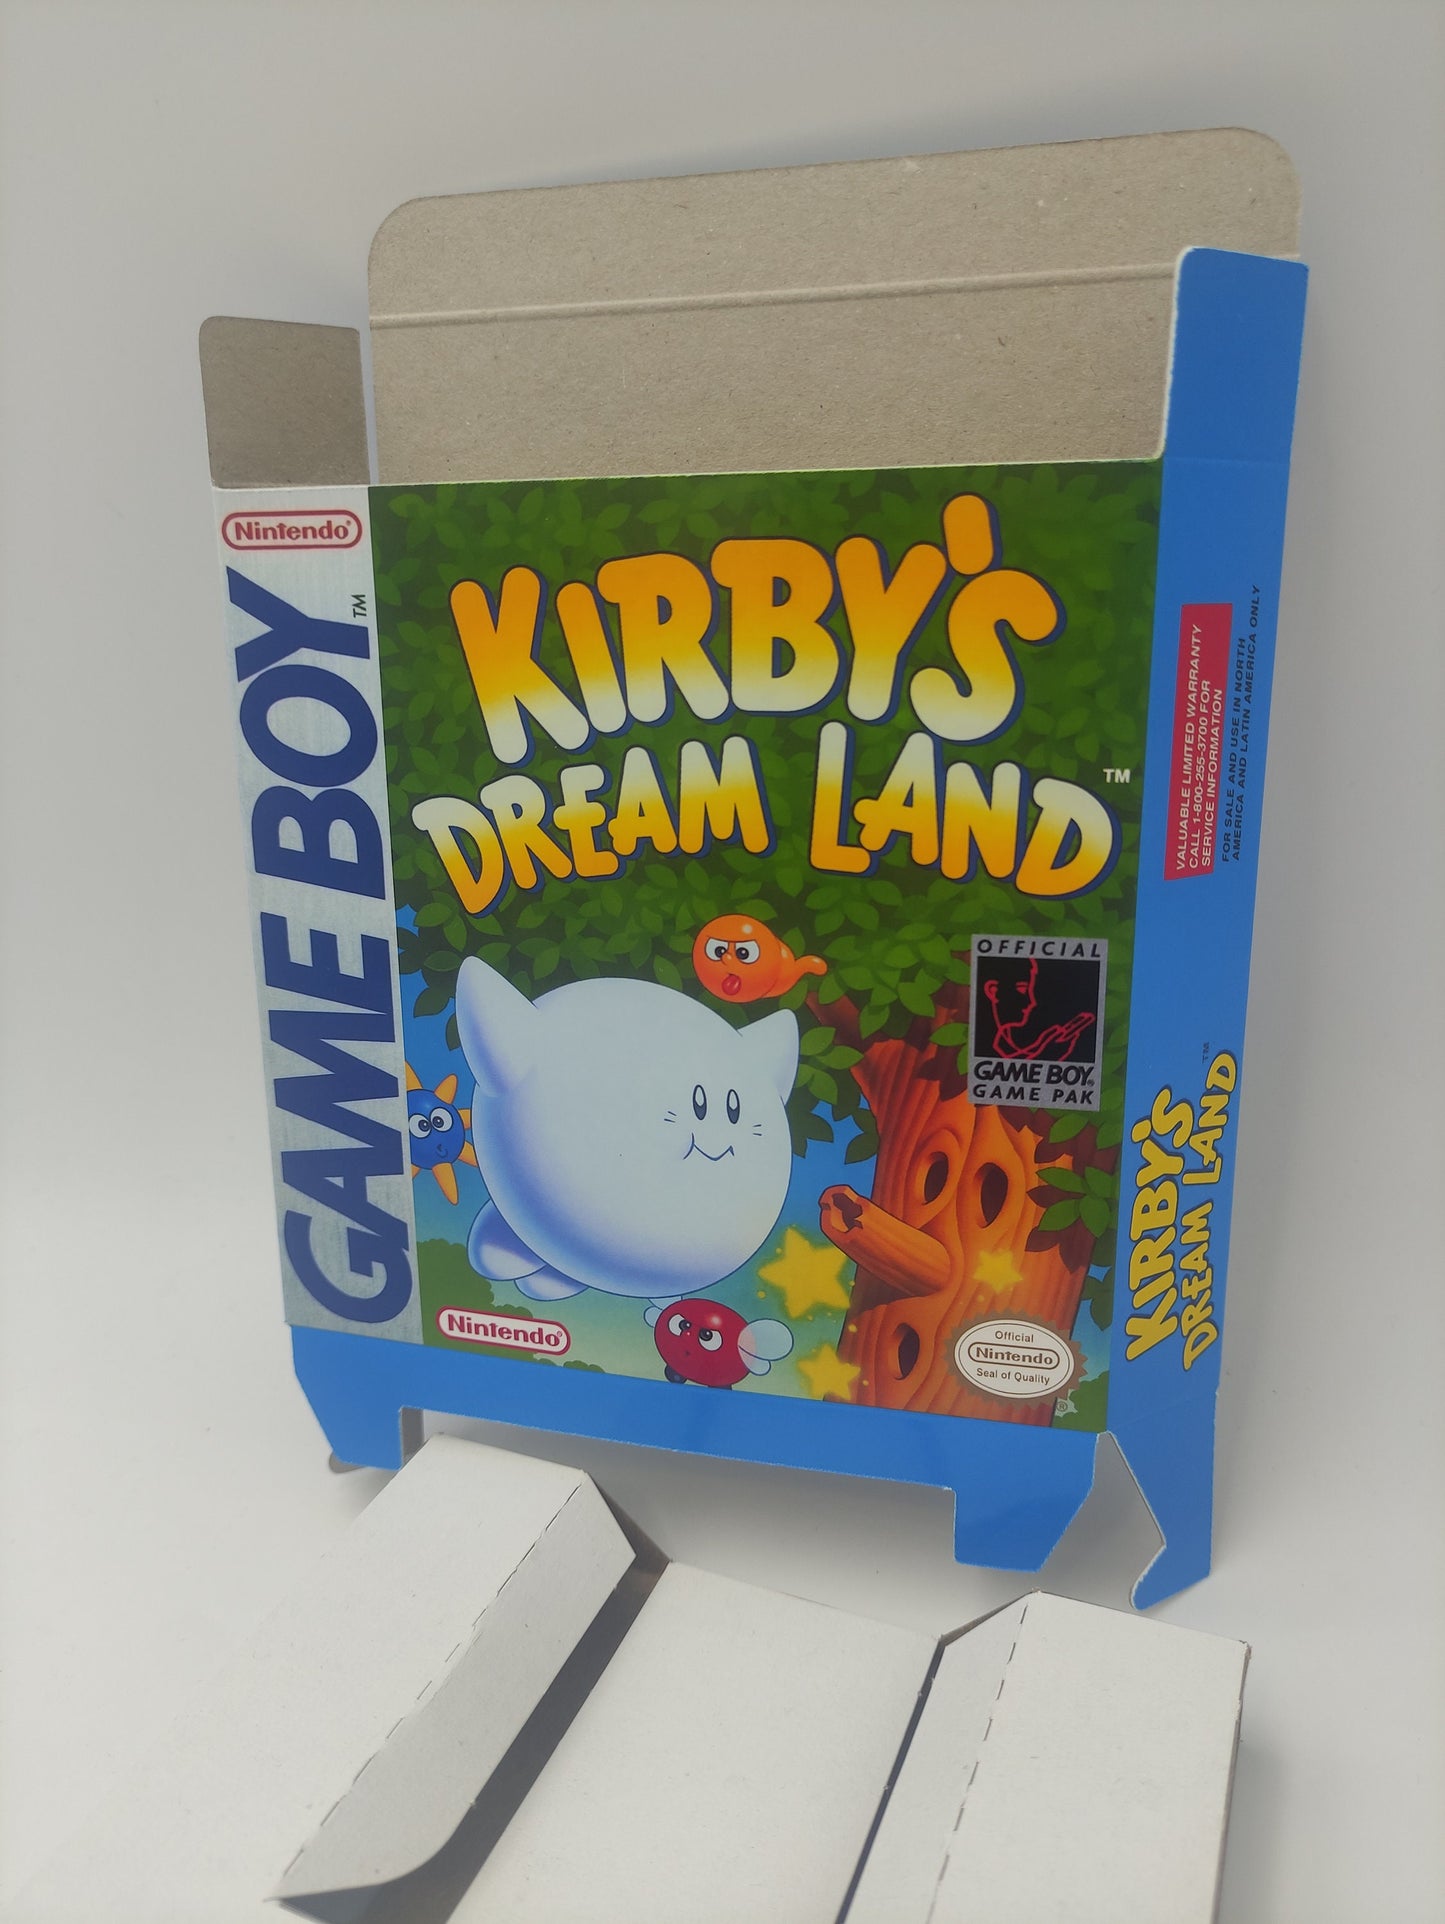 Nintendo®
GAME BOY™
KIRBY'S
DREAM LAND™
OFFICIAL
GAME BOY®
GAME PAK
Nintendo®
Official
Nintendo
Seal of Quality
®
VALUABLE LIMITED WARRANTY
CALL 1-800-255-3700 FOR
SERVICE INFORMATION
FOR SALE AND USE IN NORTH
AMERICA AND LATIN AMERICA ONLY
KIRBY'S
DREAM LAND™